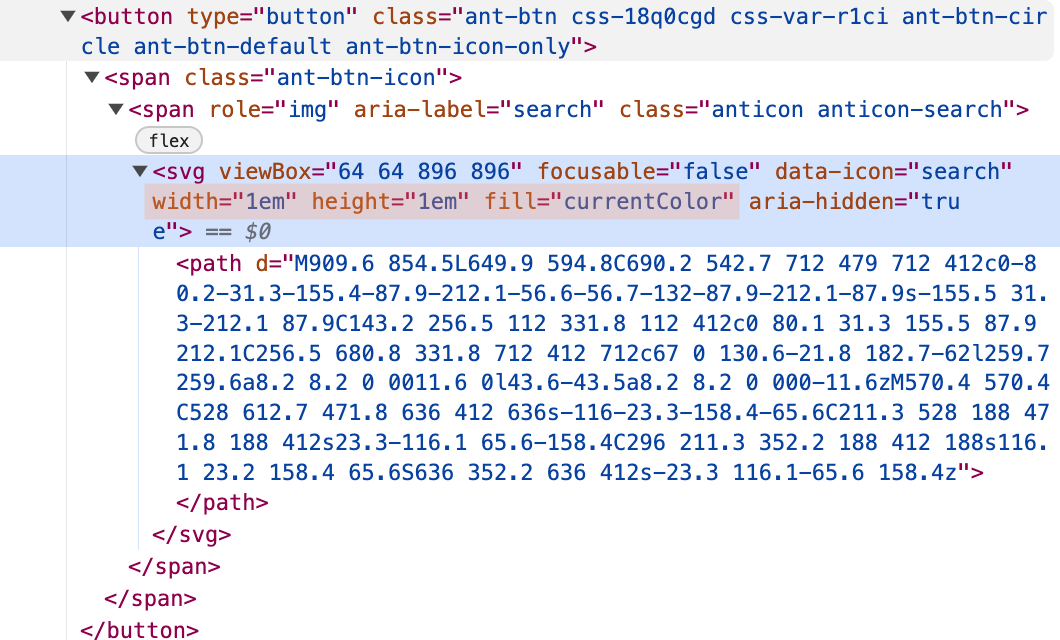 ▼<button type="button" class="ant-btn css-18q0cgd css-var-r1ci ant-btn-cir
cle ant-btn-default ant-btn-icon-only">
▼<span class="ant-btn-icon">
▼<span role="img" aria-label="search" class="anticon anticon-search">
flex
▼<svg viewBox="64 64 896 896" focusable="false" data-icon="search"
width="1em" height="1em" fill="currentColor" aria-hidden="tru
e"> == $0
<path d="M909.6 854.5L649.9 594.8C690.2 542.7 712 479 712 412c0-8
0.2-31.3-155.4-87.9-212.1-56.6-56.7-132-87.9-212.1-87.9s-155.5 31.
3-212.1 87.9C143.2 256.5 112 331.8 112 412c0 80.1 31.3 155.5 87.9
212.1C256.5 680.8 331.8 712 412 712c67 0 130.6-21.8 182.7-62l259.7
259.6a8.2 8.2 0 0011.6 0l43.6-43.5a8.2 8.2 0 000-11.6zM570.4 570.4
C528 612.7 471.8 636 412 636s-116-23.3-158.4-65.6C211.3 528 188 47
1.8 188 412s23.3-116.1 65.6-158.4C296 211.3 352.2 188 412 188s116.
1 23.2 158.4 65.6S636 352.2 636 412s-23.3 116.1-65.6 158.4z">
</path>
</svg>
</span>
</span>
</button>